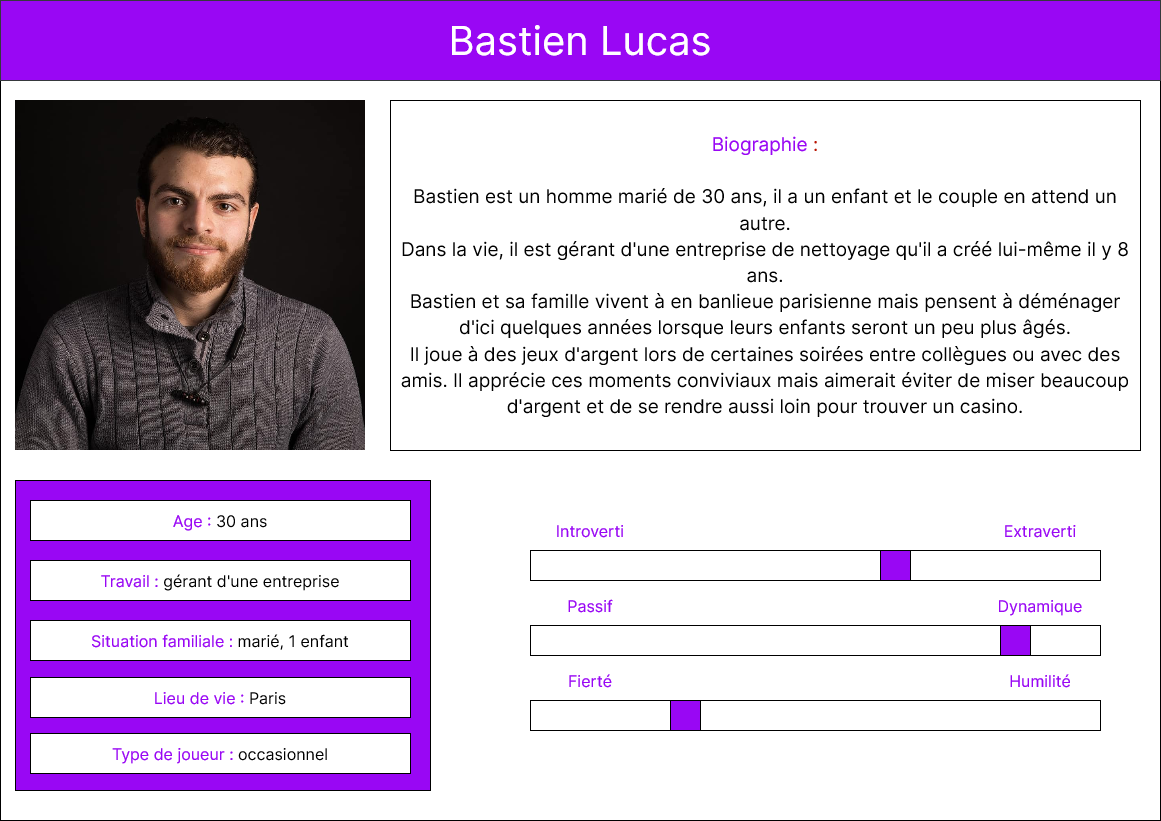 Bastien Lucas
Biographie :
Bastien est un homme marié de 30 ans, il a un enfant et le couple en attend un
autre.
Dans la vie, il est gérant d'une entreprise de nettoyage qu'il a créé lui-même il y 8
ans.
Bastien et sa famille vivent à en banlieue parisienne mais pensent à déménager
d'ici quelques années lorsque leurs enfants seront un peu plus âgés.
Il joue à des jeux d'argent lors de certaines soirées entre collègues ou avec des
amis. Il apprécie ces moments conviviaux mais aimerait éviter de miser beaucoup
d'argent et de se rendre aussi loin pour trouver un casino.
Age : 30 ans
Travail : gérant d'une entreprise
Situation familiale : marié, 1 enfant
Lieu de vie : Paris
Type de joueur : occasionnel
Introverti Extraverti
Passif Dynamique
Fierté Humilité